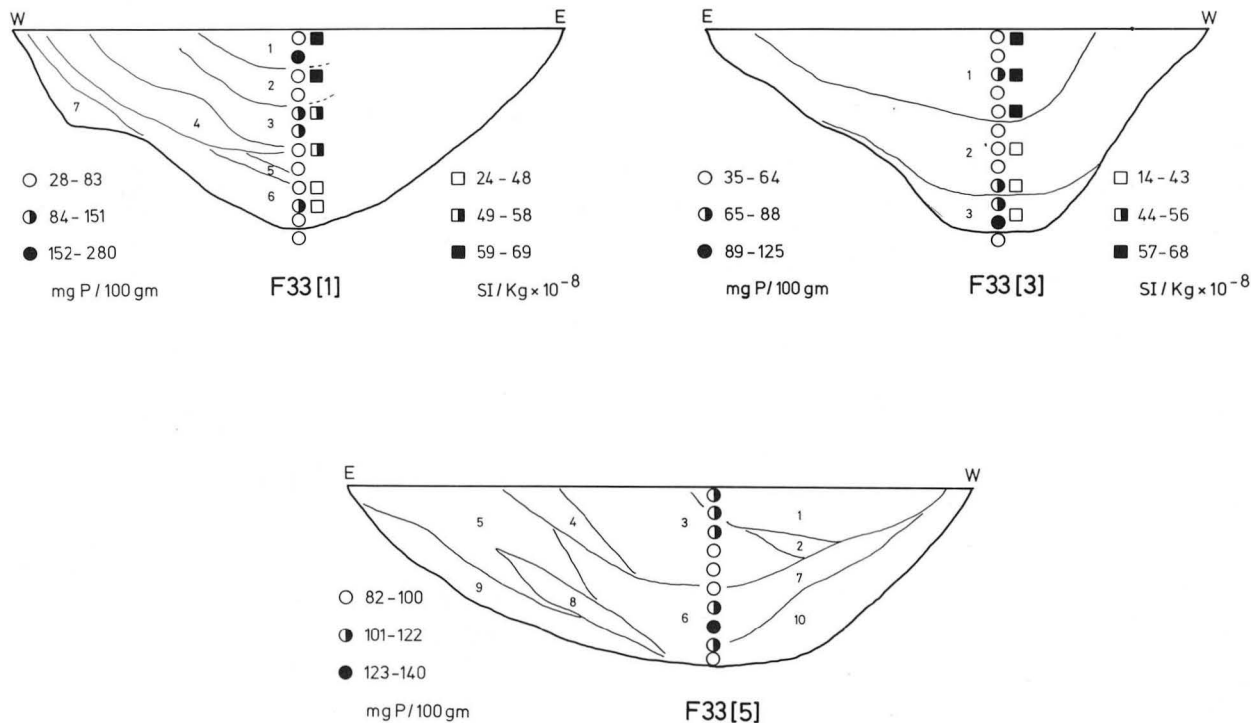 W E
1
2
3
4
7
5
6
28–83
84–151
152–280
mg P/100 gm
24–48
49–58
59–69
SI/Kg×10⁻⁸
F33[1]
E W
1
2
3
35–64
65–88
89–125
mg P/100 gm
14–43
44–56
57–68
SI/Kg×10⁻⁸
F33[3]
E W
5 4 3 1
2
7
9 8 6 10
82–100
101–122
123–140
mg P/100 gm
F33[5]